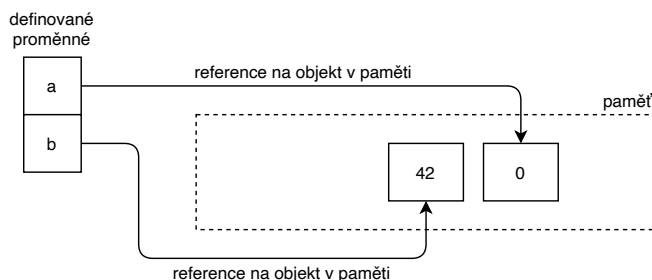 definované
proměnné
a
reference na objekt v paměti
paměť
b
42
0
reference na objekt v paměti